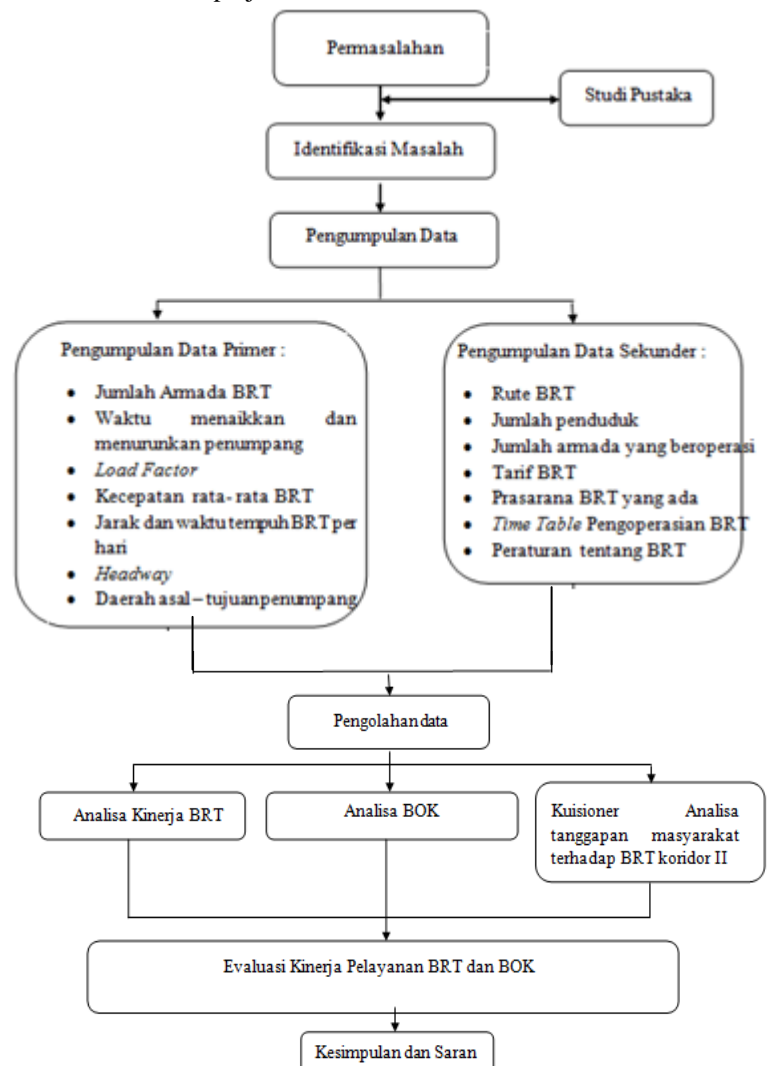 Permasalahan
Studi Pustaka
Identifikasi Masalah
Pengumpulan Data
Pengumpulan Data Primer :
• Jumlah Armada BRT
• Waktu menaikkan dan
menurunkan penumpang
• Load Factor
• Kecepatan rata- rata BRT
• Jarak dan waktu tempuh BRT per
hari
• Headway
• Daerah asal – tujuan penumpang
Pengumpulan Data Sekunder :
• Rute BRT
• Jumlah penduduk
• Jumlah armada yang beroperasi
• Tarif BRT
• Prasarana BRT yang ada
• Time Table Pengoperasian BRT
• Peraturan tentang BRT
Pengolahan data
Analisa Kinerja BRT
Analisa BOK
Kuisioner Analisa
tanggapan masyarakat
terhadap BRT koridor II
Evaluasi Kinerja Pelayanan BRT dan BOK
Kesimpulan dan Saran